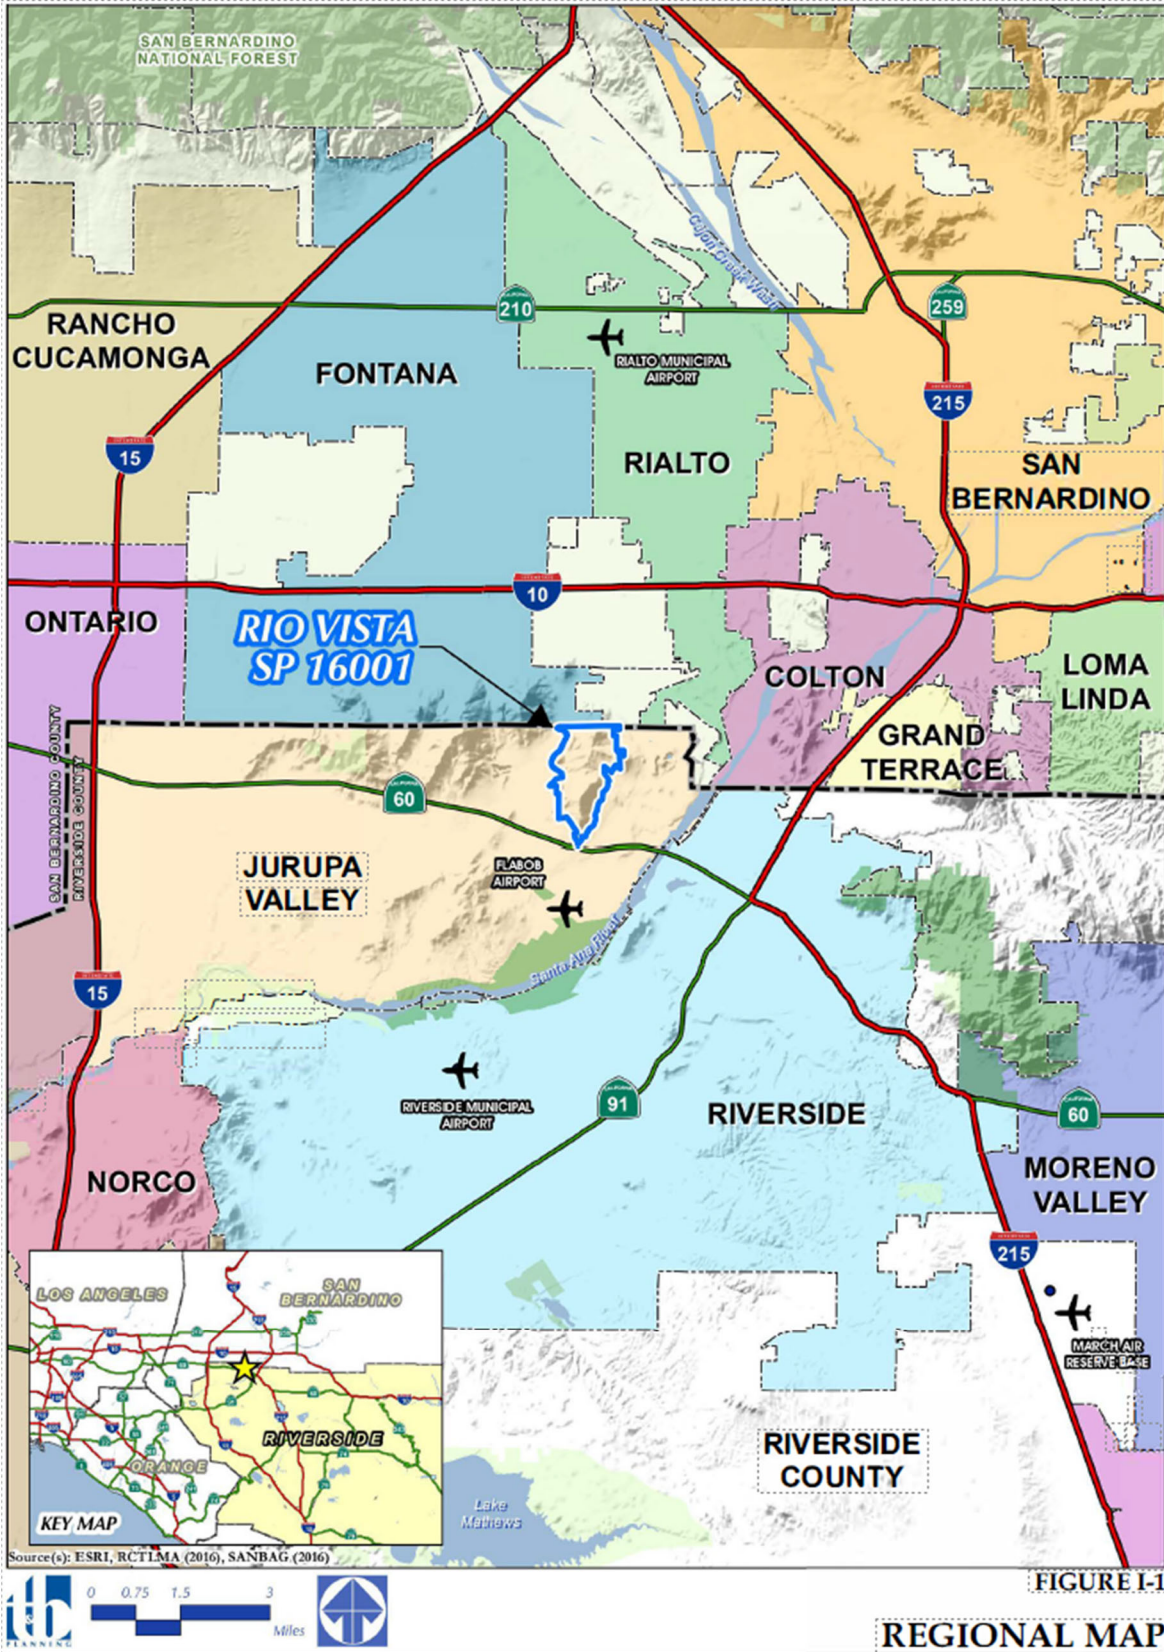 SAN BERNARDINO
NATIONAL FOREST
Cajon Creek Wash
210
259
RANCHO
CUCAMONGA
FONTANA
RIALTO MUNICIPAL
AIRPORT
215
15
RIALTO
SAN
BERNARDINO
10
ONTARIO
RIO VISTA
SP 16001
COLTON
LOMA
LINDA
GRAND
TERRACE
SAN BERNARDINO COUNTY
RIVERSIDE COUNTY
60
JURUPA
VALLEY
FLABOB
AIRPORT
Santa Ana River
15
RIVERSIDE MUNICIPAL
AIRPORT
91
RIVERSIDE
60
NORCO
MORENO
VALLEY
215
MARCH AIR
RESERVE BASE
LOS ANGELES
SAN
BERNARDINO
RIVERSIDE
ORANGE
KEY MAP
RIVERSIDE
COUNTY
Lake
Mathews
Source(s): ESRI, RCTLMA (2016), SANBAG (2016)
FIGURE I-1
t&b
PLANNING
0 0.75 1.5 3
Miles
REGIONAL MAP